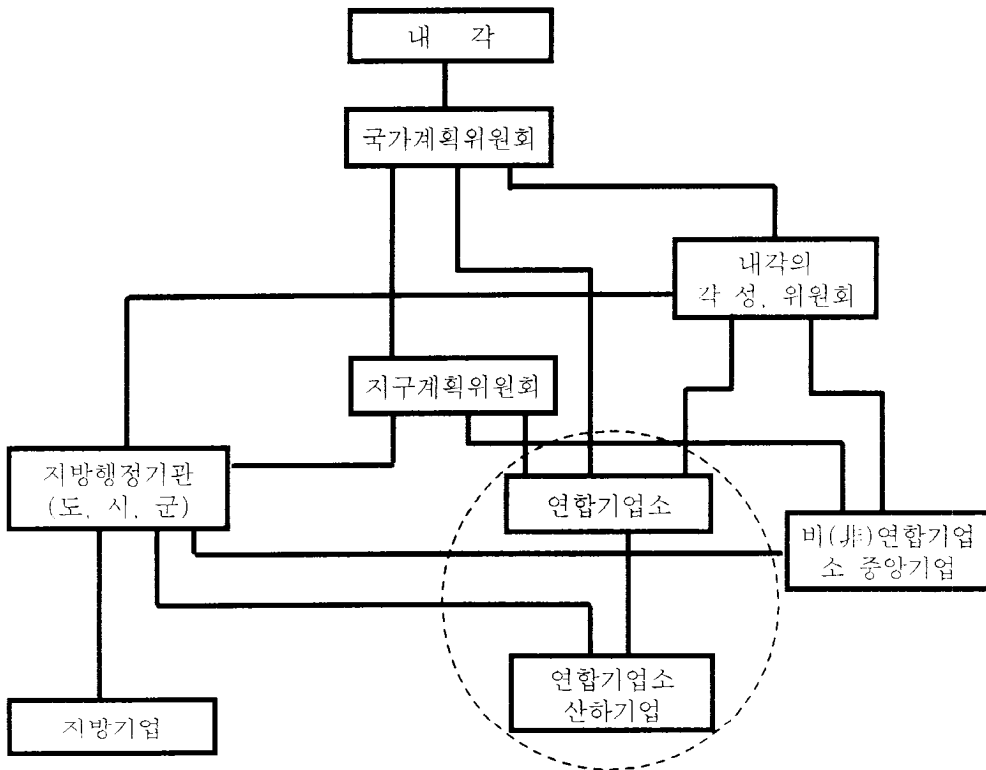 내 각
국가계획위원회
내각의
각 성, 위원회
지구계획위원회
지방행정기관
(도, 시, 군)
연합기업소
비(非)연합기업
소 중앙기업
연합기업소
산하기업
지방기업